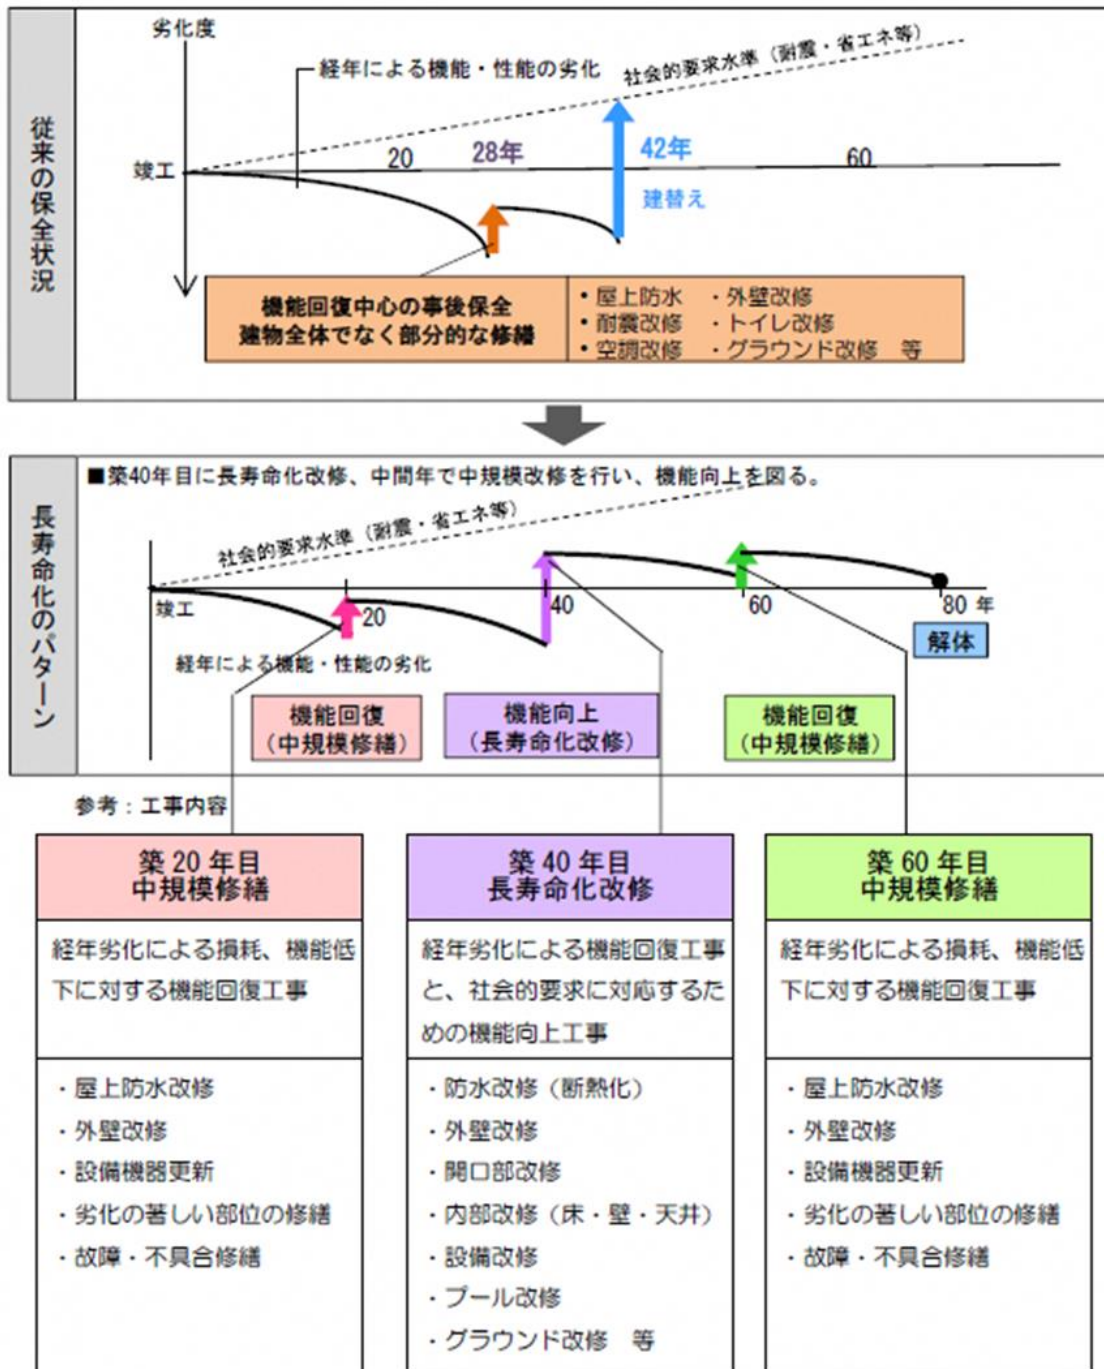 従来の保全状況
劣化度
経年による機能・性能の劣化
社会的要求水準（耐震・省エネ等）
竣工
20
28年
42年
60
建替え
機能回復中心の事後保全
建物全体でなく部分的な修繕
・屋上防水 ・外壁改修
・耐震改修 ・トイレ改修
・空調改修 ・グラウンド改修 等
長寿命化のパターン
■築40年目に長寿命化改修、中間年で中規模改修を行い、機能向上を図る。
社会的要求水準（耐震・省エネ等）
竣工
20
40
60
80 年
解体
経年による機能・性能の劣化
機能回復
（中規模修繕）
機能向上
（長寿命化改修）
機能回復
（中規模修繕）
参考：工事内容
築 20 年目
中規模修繕
経年劣化による損耗、機能低
下に対する機能回復工事
・屋上防水改修
・外壁改修
・設備機器更新
・劣化の著しい部位の修繕
・故障・不具合修繕
築 40 年目
長寿命化改修
経年劣化による機能回復工事
と、社会的要求に対応するた
めの機能向上工事
・防水改修（断熱化）
・外壁改修
・開口部改修
・内部改修（床・壁・天井）
・設備改修
・プール改修
・グラウンド改修 等
築 60 年目
中規模修繕
経年劣化による損耗、機能低
下に対する機能回復工事
・屋上防水改修
・外壁改修
・設備機器更新
・劣化の著しい部位の修繕
・故障・不具合修繕